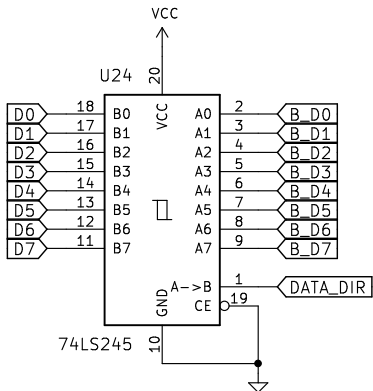 VCC
U24
20
VCC
D0 18 B0 A0 2 B_D0
D1 17 B1 A1 3 B_D1
D2 16 B2 A2 4 B_D2
D3 15 B3 A3 5 B_D3
D4 14 B4 A4 6 B_D4
D5 13 B5 A5 7 B_D5
D6 12 B6 A6 8 B_D6
D7 11 B7 A7 9 B_D7
A->B 1 DATA_DIR
CE 19
GND
74LS245
10